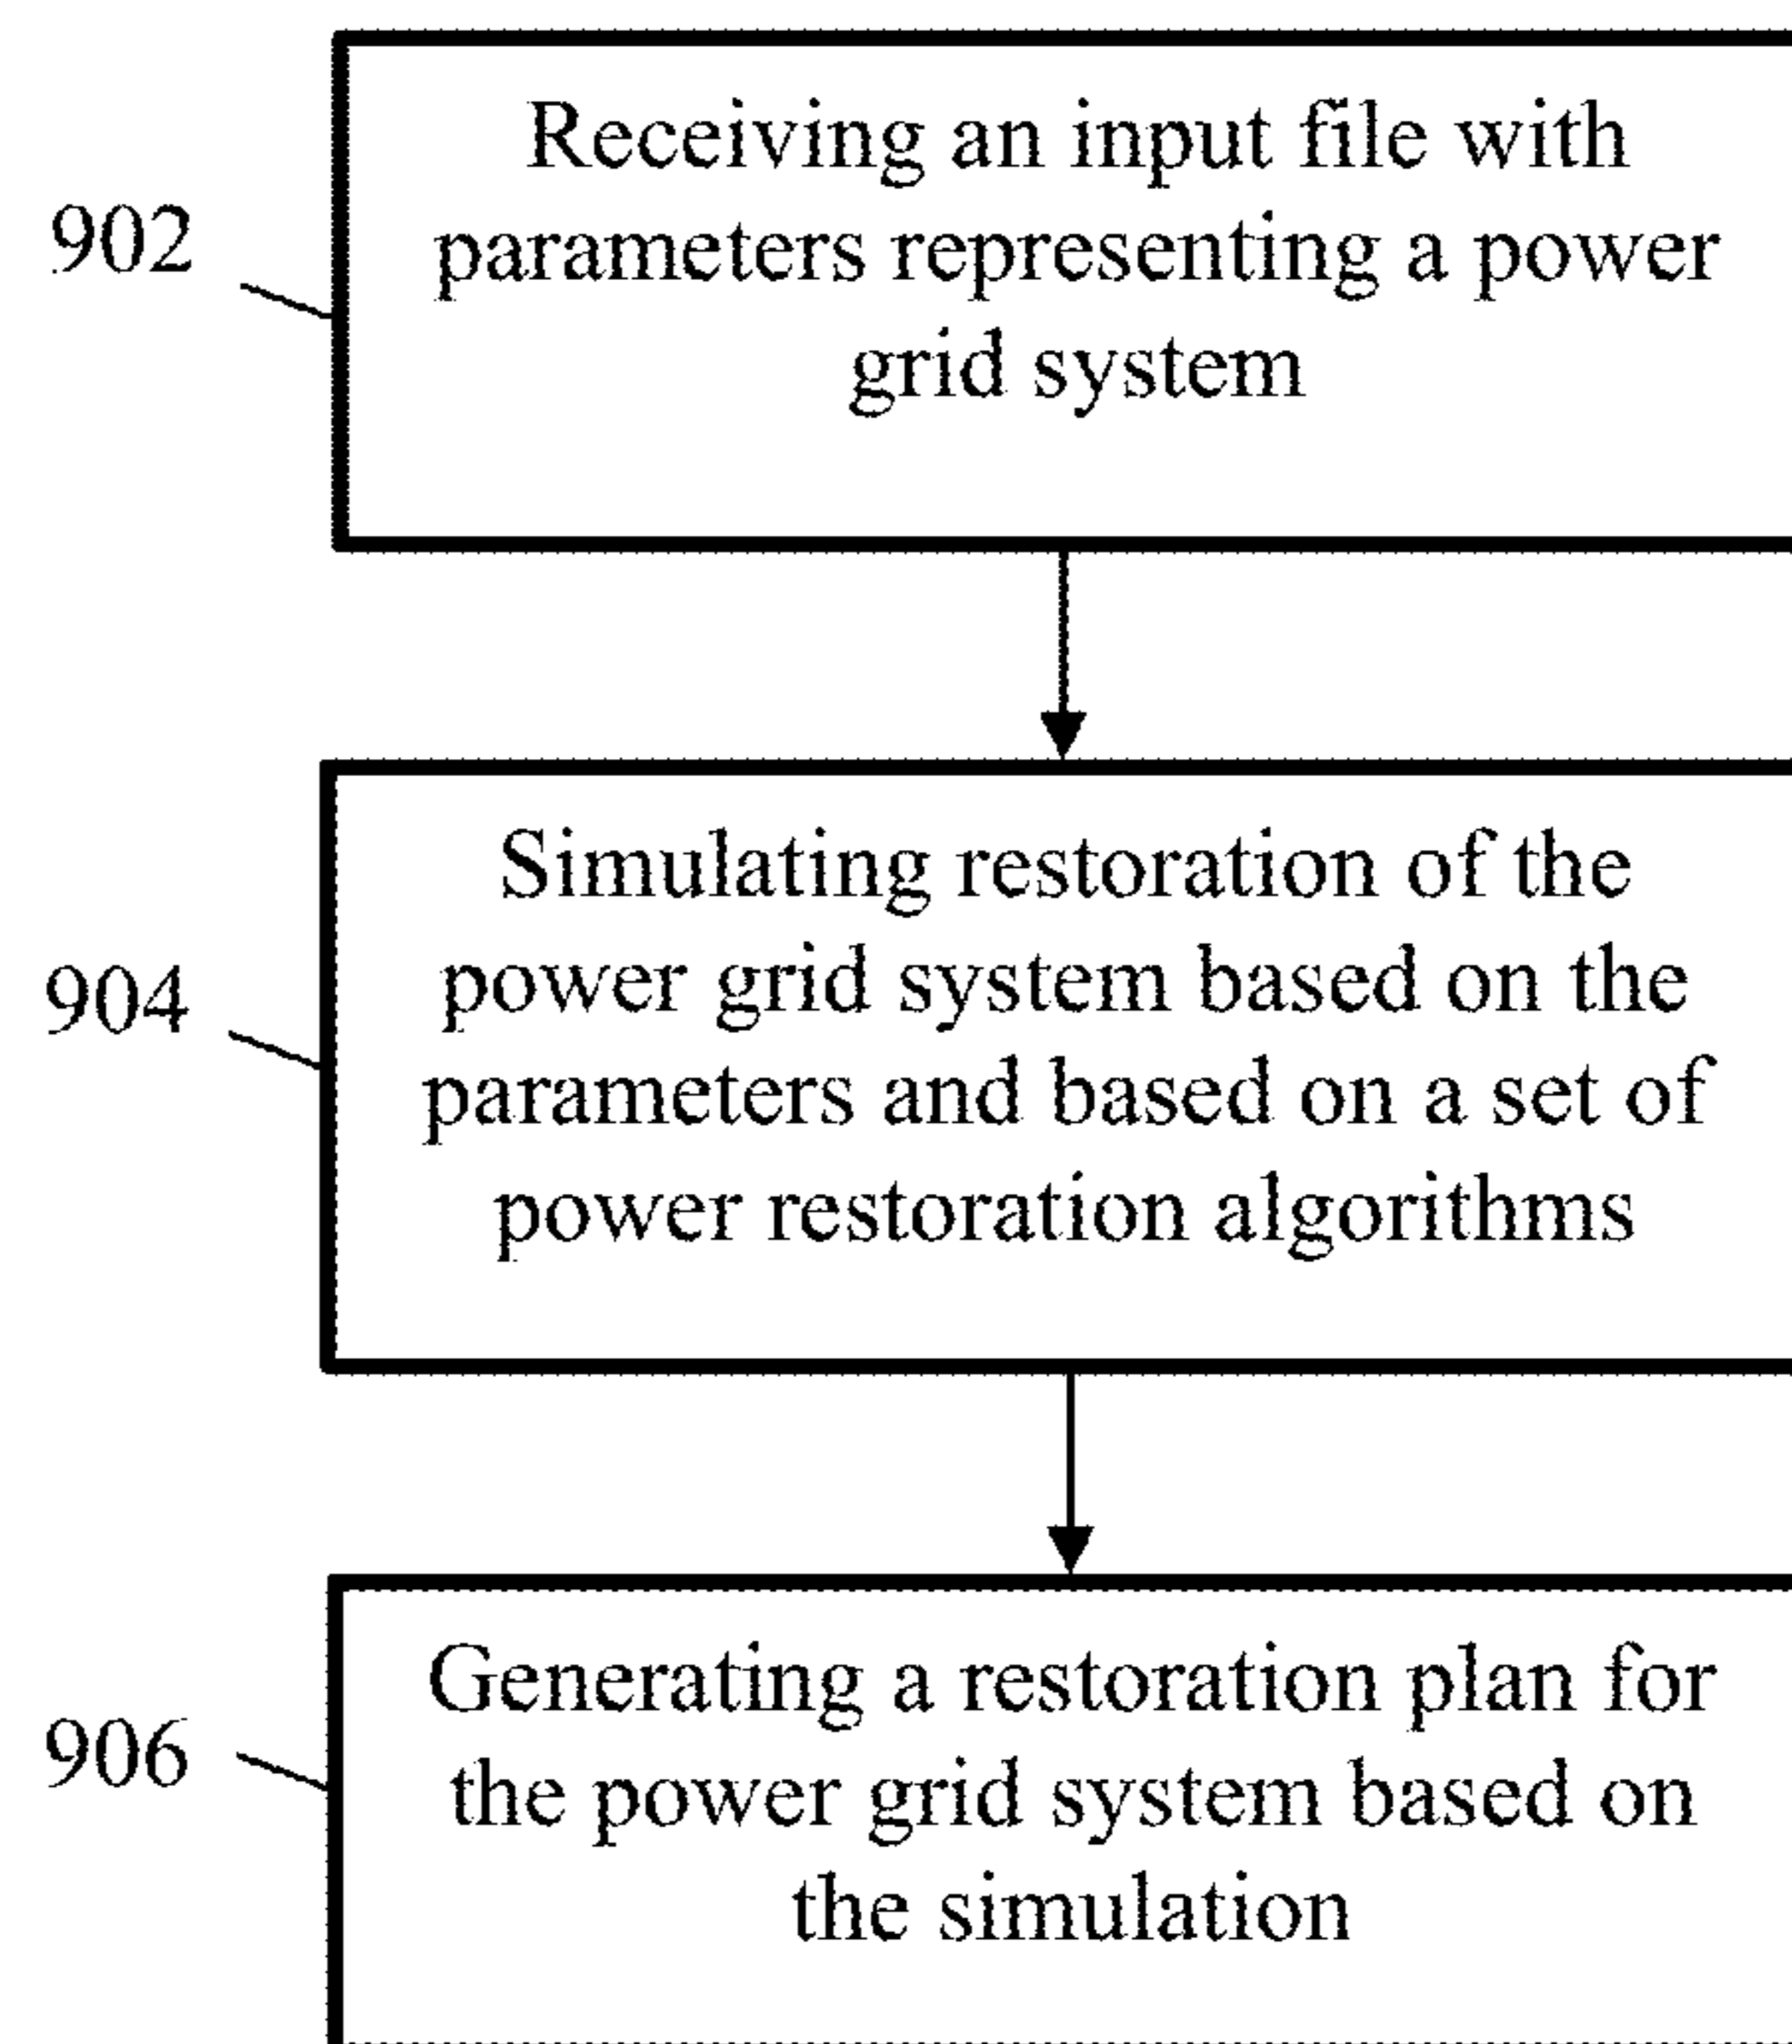 902
Receiving an input file with
parameters representing a power
grid system
904
Simulating restoration of the
power grid system based on the
parameters and based on a set of
power restoration algorithms
906
Generating a restoration plan for
the power grid system based on
the simulation